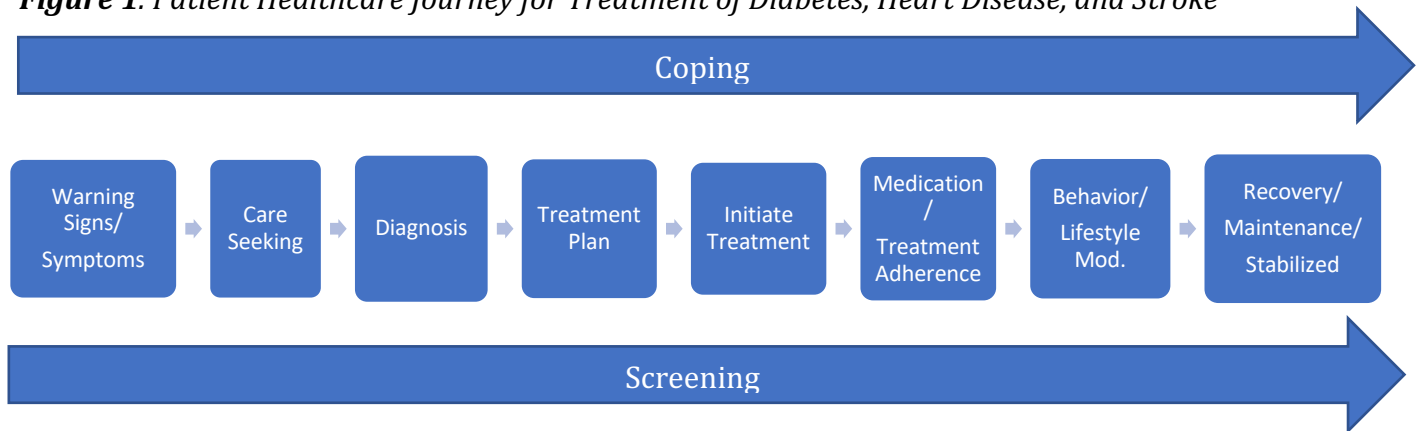 Figure 1. Patient Healthcare Journey for Treatment of Diabetes, Heart Disease, and Stroke
Coping
Warning
Signs/
Symptoms
Care
Seeking
Diagnosis
Treatment
Plan
Initiate
Treatment
Medication
/
Treatment
Adherence
Behavior/
Lifestyle
Mod.
Recovery/
Maintenance/
Stabilized
Screening